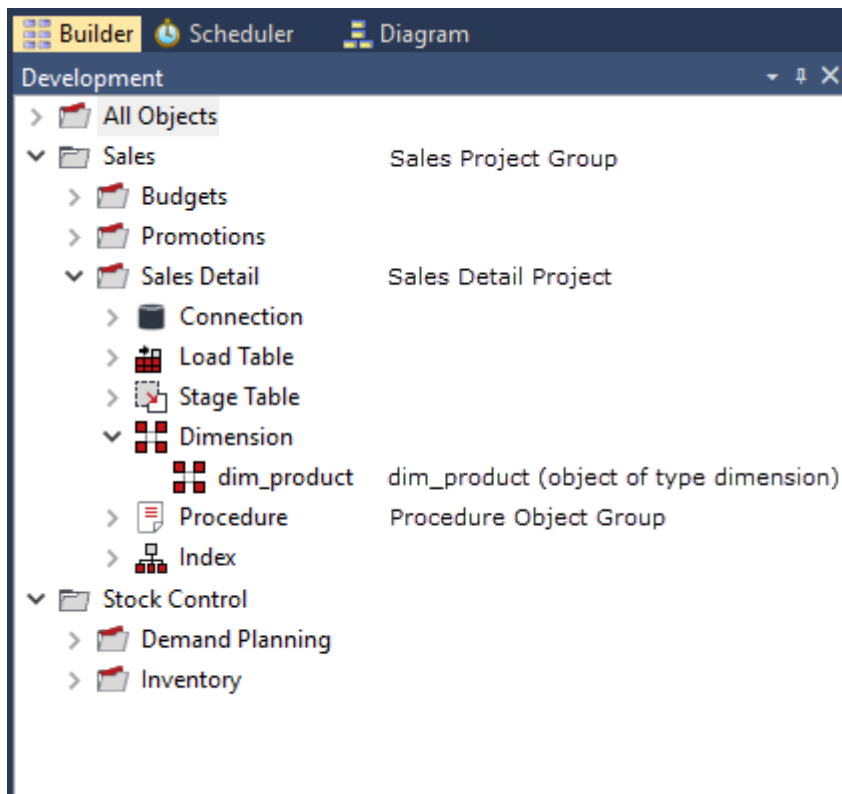 Builder Scheduler Diagram
Development
All Objects
Sales Sales Project Group
Budgets
Promotions
Sales Detail Sales Detail Project
Connection
Load Table
Stage Table
Dimension
dim_product dim_product (object of type dimension)
Procedure Procedure Object Group
Index
Stock Control
Demand Planning
Inventory